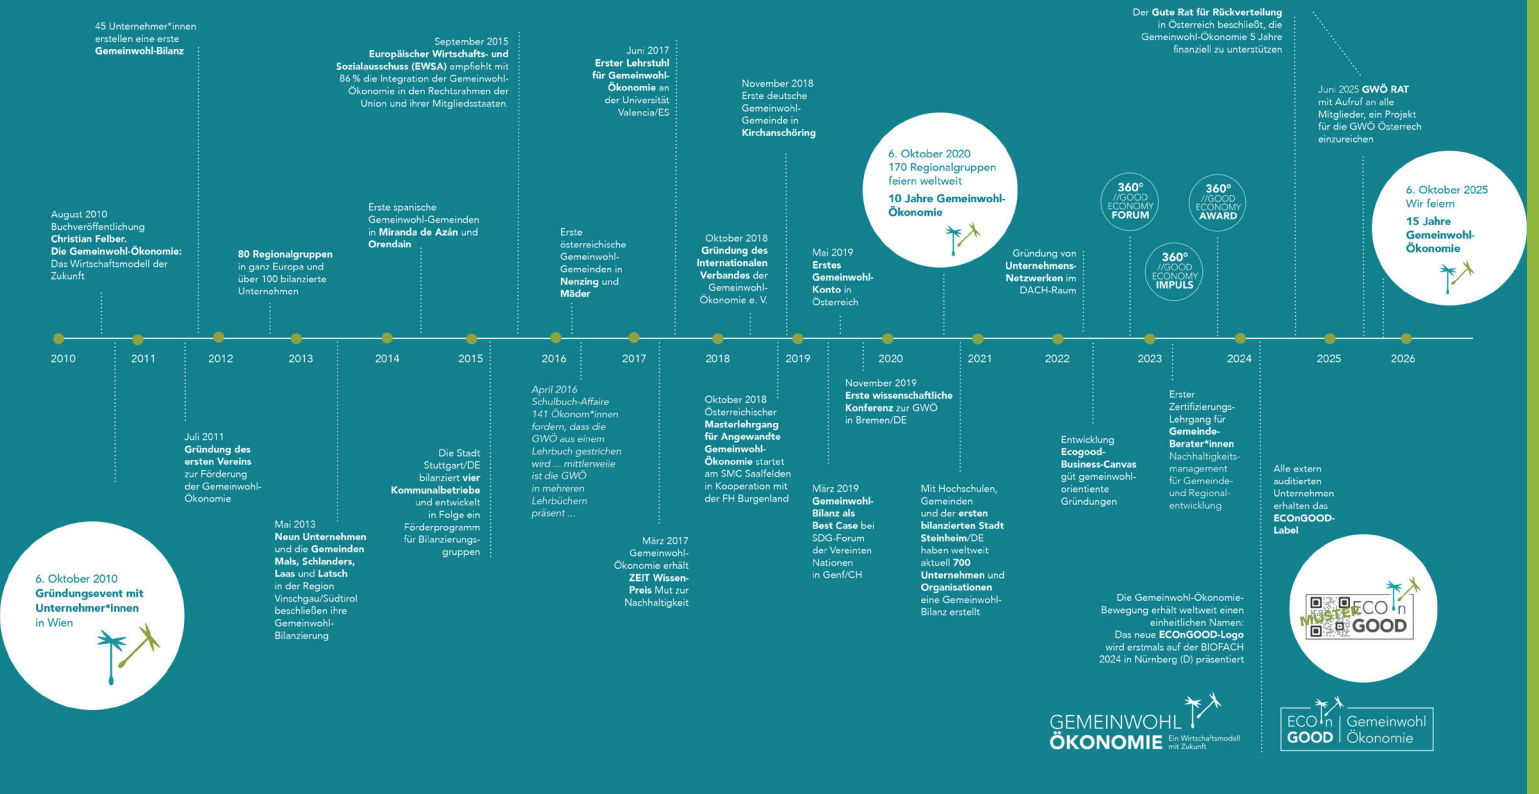 45 Unternehmer*innen
erstellen eine erste
Gemeinwohl-Bilanz
September 2015
Europäischer Wirtschafts- und
Sozialausschuss (EWSA) empfiehlt mit
86 % die Integration der Gemeinwohl-
Ökonomie in den Rechtsrahmen der
Union und ihrer Mitgliedsstaaten.
Juni 2017
Erster Lehrstuhl
für Gemeinwohl-
Ökonomie an
der Universität
Valencia/ES
November 2018
Erste deutsche
Gemeinwohl-
Gemeinde in
Kirchanschöring
Der Gute Rat für Rückverteilung
in Österreich beschließt, die
Gemeinwohl-Ökonomie 5 Jahre
finanziell zu unterstützen
Juni 2025 GWÖ RAT
mit Aufruf an alle
Mitglieder, ein Projekt
für die GWÖ Österrech
einzureichen
August 2010
Buchveröffentlichung
Christian Felber.
Die Gemeinwohl-Ökonomie:
Das Wirtschaftsmodell der
Zukunft
80 Regionalgruppen
in ganz Europa und
über 100 bilanzierte
Unternehmen
Erste spanische
Gemeinwohl-Gemeinden
in Miranda de Azán und
Orendain
Erste
österreichische
Gemeinwohl-
Gemeinden in
Nenzing und
Mäder
Oktober 2018
Gründung des
Internationalen
Verbandes der
Gemeinwohl-
Ökonomie e. V.
Mai 2019
Erstes
Gemeinwohl-
Konto in
Österreich
6. Oktober 2020
170 Regionalgruppen
feiern weltweit
10 Jahre Gemeinwohl-
Ökonomie
Gründung von
Unternehmens-
Netzwerken im
DACH-Raum
360°
//GOOD
ECONOMY
FORUM
360°
//GOOD
ECONOMY
IMPULS
360°
//GOOD
ECONOMY
AWARD
6. Oktober 2025
Wir feiern
15 Jahre
Gemeinwohl-
Ökonomie
2010 2011 2012 2013 2014 2015 2016 2017 2018 2019 2020 2021 2022 2023 2024 2025 2026
6. Oktober 2010
Gründungsevent mit
Unternehmer*innen
in Wien
Juli 2011
Gründung des
ersten Vereins
zur Förderung
der Gemeinwohl-
Ökonomie
Mai 2013
Neun Unternehmen
und die Gemeinden
Mals, Schlanders,
Laas und Latsch
in der Region
Vinschgau/Südtirol
beschließen ihre
Gemeinwohl-
Bilanzierung
Die Stadt
Stuttgart/DE
bilanziert vier
Kommunalbetriebe
und entwickelt
in Folge ein
Förderprogramm
für Bilanzierungs-
gruppen
April 2016
Schulbuch-Affaire
141 Ökonom*innen
fordern, dass die
GWÖ aus einem
Lehrbuch gestrichen
wird ... mittlerweile
ist die GWÖ
in mehreren
Lehrbüchern
präsent ...
März 2017
Gemeinwohl-
Ökonomie erhält
ZEIT Wissen-
Preis Mut zur
Nachhaltigkeit
Oktober 2018
Österreichischer
Masterlehrgang
für Angewandte
Gemeinwohl-
Ökonomie startet
am SMC Saalfelden
in Kooperation mit
der FH Burgenland
März 2019
Gemeinwohl-
Bilanz als
Best Case bei
SDG-Forum
der Vereinten
Nationen
in Genf/CH
November 2019
Erste wissenschaftliche
Konferenz zur GWÖ
in Bremen/DE
Mit Hochschulen,
Gemeinden
und der ersten
bilanzierten Stadt
Steinheim/DE
haben weltweit
aktuell 700
Unternehmen und
Organisationen
eine Gemeinwohl-
Bilanz erstellt
Entwicklung
Ecogood-
Business-Canvas
güt gemeinwohl-
orientiente
Gründungen
Erster
Zertifizierungs-
Lehrgang für
Gemeinde-
Berater*innen
Nachhaltigkeits-
management
für Gemeinde-
und Regional-
entwicklung
Alle extern
auditierten
Unternehmen
erhalten das
ECOnGOOD-
Label
Die Gemeinwohl-Ökonomie-
Bewegung erhält weltweit einen
einheitlichen Namen:
Das neue ECOnGOOD-Logo
wird erstmals auf der BIOFACH
2024 in Nürnberg (D) präsentiert
MUSTER
ECOn
GOOD
GEMEINWOHL
ÖKONOMIE Ein Wirtschaftsmodell
mit Zukunft
ECOn Gemeinwohl
GOOD Ökonomie